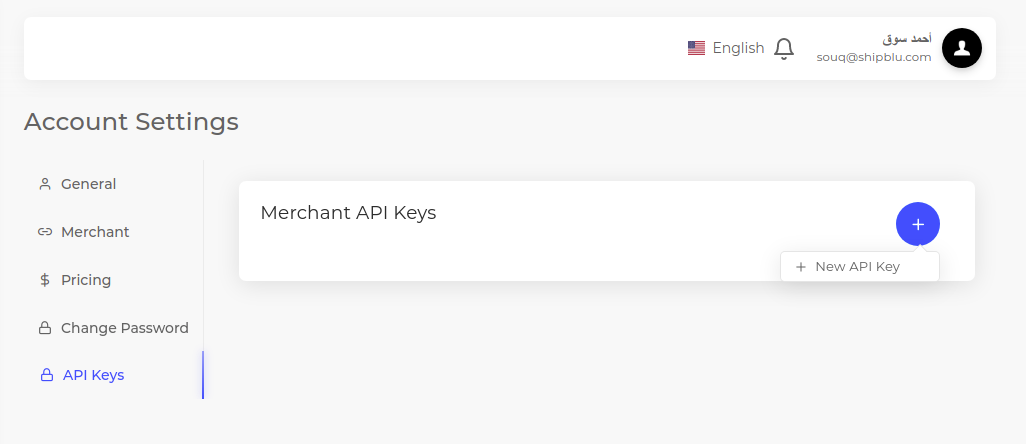 English
أحمد سوق
souq@shipblu.com
Account Settings
General
Merchant
Pricing
Change Password
API Keys
Merchant API Keys
New API Key